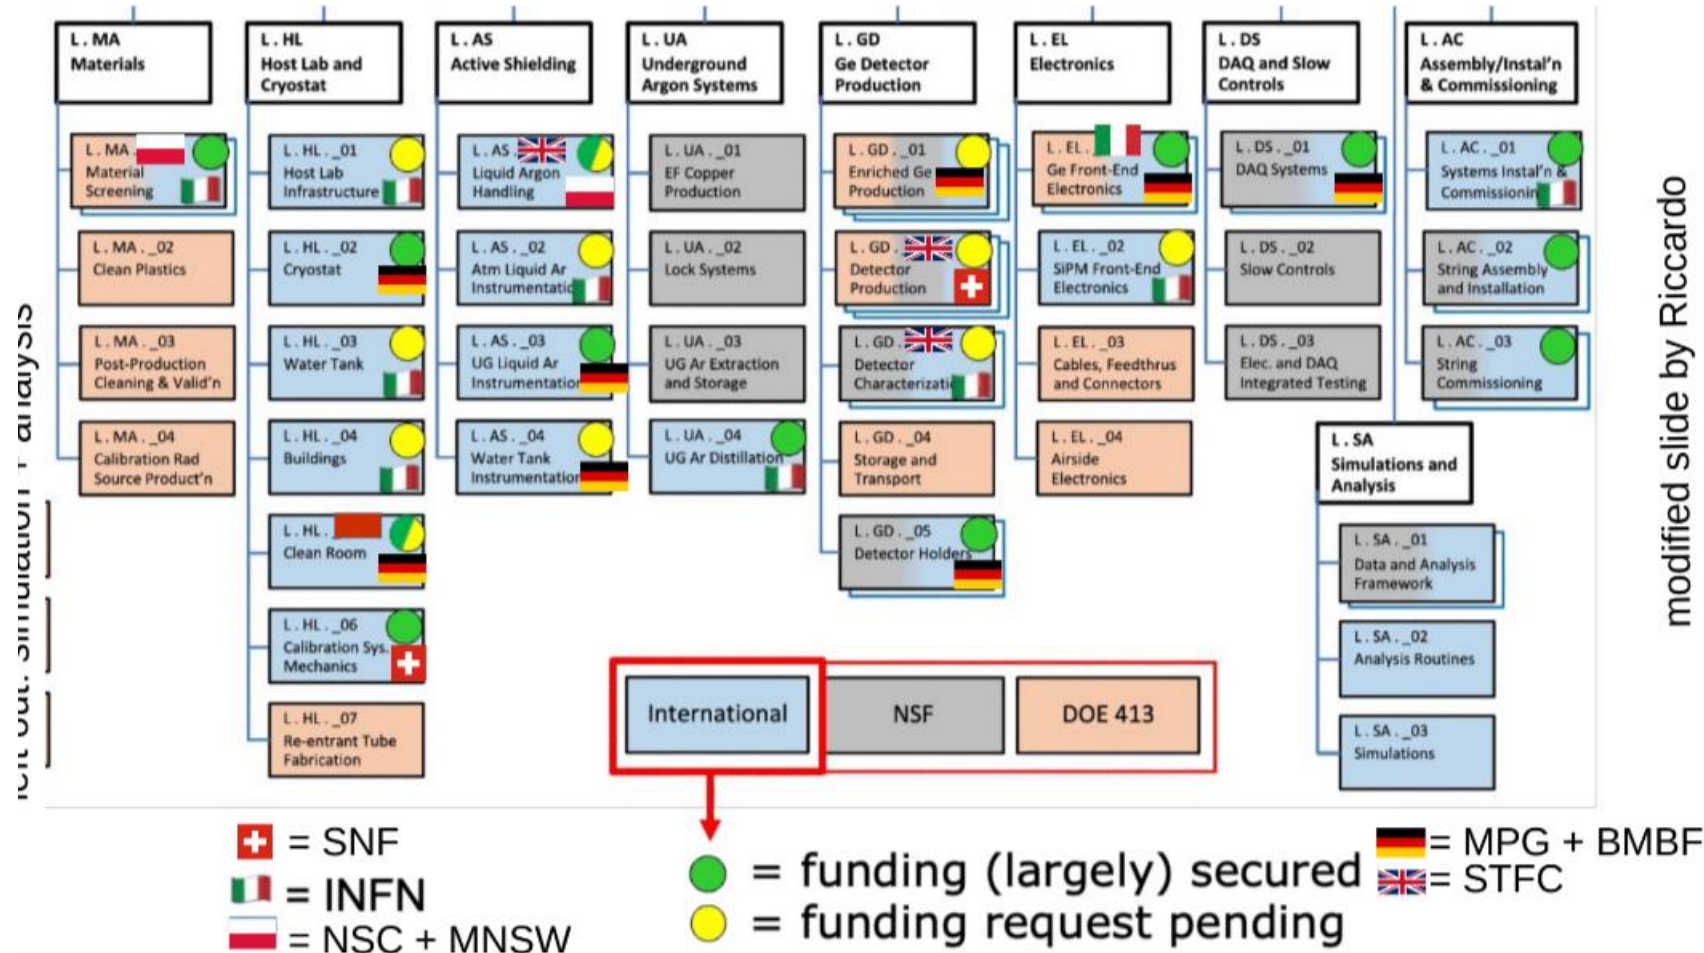 L . MA
Materials
L . MA .
Material
Screening
L . MA . _02
Clean Plastics
L . MA . _03
Post-Production
Cleaning & Valid'n
L . MA . _04
Calibration Rad
Source Product'n
L . HL
Host Lab and
Cryostat
L . HL . _01
Host Lab
Infrastructure
L . HL . _02
Cryostat
L . HL . _03
Water Tank
L . HL . _04
Buildings
L . HL .
Clean Room
L . HL . _06
Calibration Sys.
Mechanics
L . HL . _07
Re-entrant Tube
Fabrication
L . AS
Active Shielding
L . AS .
Liquid Argon
Handling
L . AS . _02
Atm Liquid Ar
L . AS . _03
UG Liquid Ar
L . AS . _04
Water Tank
L . UA
Underground
Argon Systems
L . UA . _01
EF Copper
Production
L . UA . _02
Lock Systems
L . UA . _03
UG Ar Extraction
and Storage
L . UA . _04
UG Ar Distillation
L . GD
Ge Detector
Production
L . GD . _01
Enriched Ge
Production
L . GD .
Detector
Production
L . GD .
Detector
L . GD . _04
Storage and
Transport
L . GD . _05
Detector Holders
L . EL
Electronics
L . EL .
Ge Front-End
Electronics
L . EL . _02
SiPM Front-End
Electronics
L . EL . _03
Cables, Feedthrus
and Connectors
L . EL . _04
Airside
Electronics
L . DS
DAQ and Slow
Controls
L . DS . _01
DAQ Systems
L . DS . _02
Slow Controls
L . DS . _03
Elec. and DAQ
Integrated Testing
L . AC
Assembly/Instal'n
& Commissioning
L . AC . _01
Systems Instal'n &
L . AC . _02
String Assembly
and Installation
L . AC . _03
String
Commissioning
L . SA
Simulations and
Analysis
L . SA . _01
Data and Analysis
Framework
L . SA . _02
Analysis Routines
L . SA . _03
Simulations
International
NSF
DOE 413
= SNF
= INFN
= NSC + MNSW
= funding (largely) secured
= funding request pending
= MPG + BMBF
= STFC
modified slide by Riccardo
analysis